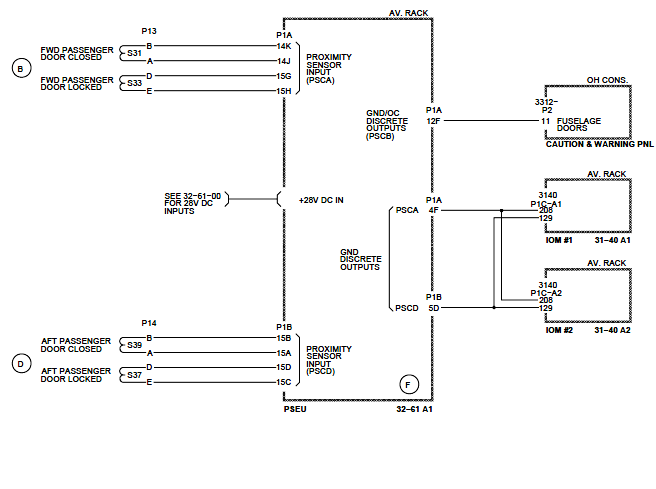 AV. RACK
P13
P1A
FWD PASSENGER
DOOR CLOSED
B
S31
A
14K
14J
PROXIMITY
SENSOR
INPUT
(PSCA)
B
FWD PASSENGER
DOOR LOCKED
D
S33
E
15G
15H
OH CONS.
GND/OC
DISCRETE
OUTPUTS
(PSCB)
P1A
12F
3312-
P2
11 FUSELAGE
DOORS
CAUTION & WARNING PNL
SEE 32-61-00
FOR 28V DC
INPUTS
+28V DC IN
AV. RACK
PSCA
P1A
4F
3140
P1C-A1
208
129
IOM #1 31-40 A1
GND
DISCRETE
OUTPUTS
AV. RACK
PSCD
P1B
5D
3140
P1C-A2
208
129
IOM #2 31-40 A2
P14
P1B
AFT PASSENGER
DOOR CLOSED
B
S39
A
15B
15A
PROXIMITY
SENSOR
INPUT
(PSCD)
D
AFT PASSENGER
DOOR LOCKED
D
S37
E
15D
15C
F
PSEU 32-61 A1